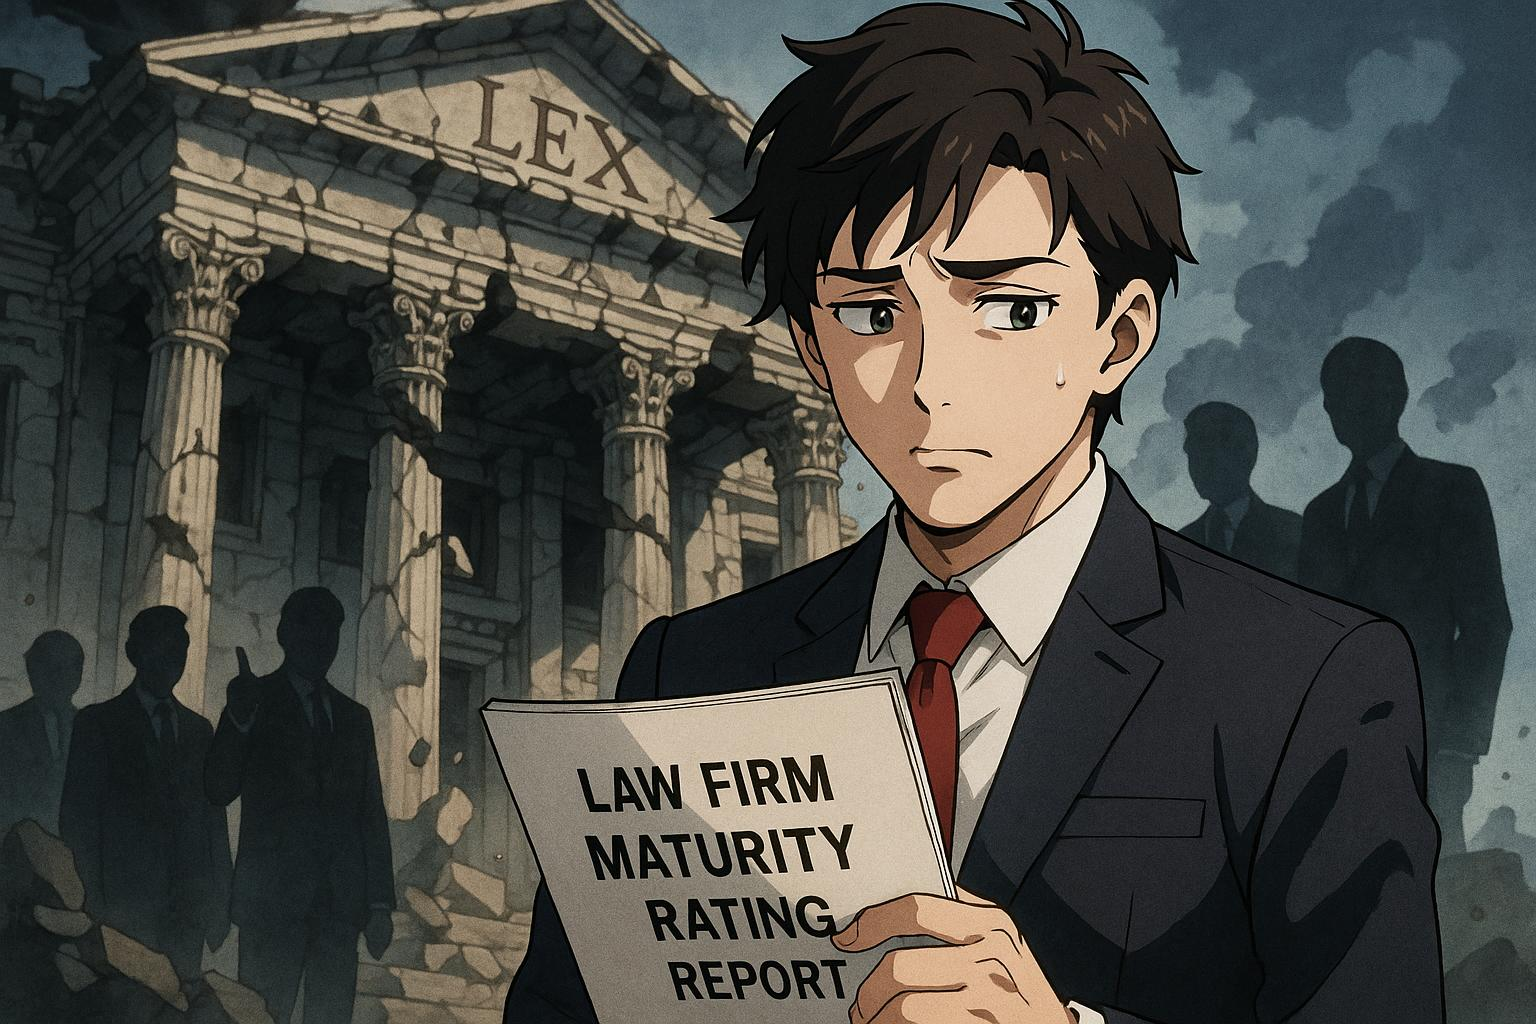 LEX
LAW FIRM
MATURITY
RATING
REPORT